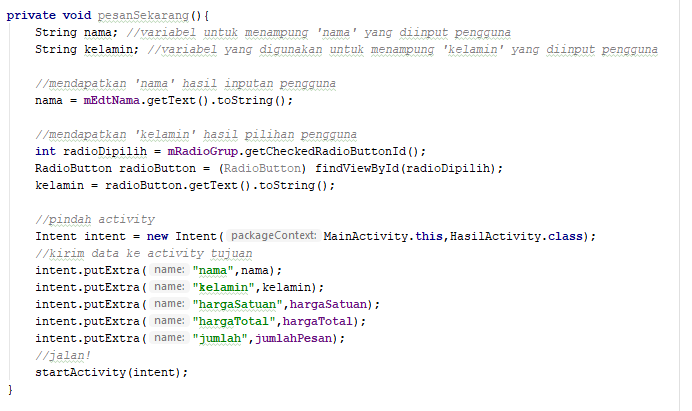 private void pesanSekarang(){
String nama; //variabel untuk menampung 'nama' yang diinput pengguna
String kelamin; //variabel yang digunakan untuk menampung 'kelamin' yang diinput pengguna
//mendapatkan 'nama' hasil inputan pengguna
nama = mEdtNama.getText().toString();
//mendapatkan 'kelamin' hasil pilihan pengguna
int radioDipilih = mRadioGrup.getCheckedRadioButtonId();
RadioButton radioButton = (RadioButton) findViewById(radioDipilih);
kelamin = radioButton.getText().toString();
//pindah activity
Intent intent = new Intent( packageContext: MainActivity.this,HasilActivity.class);
//kirim data ke activity tujuan
intent.putExtra( name: "nama",nama);
intent.putExtra( name: "kelamin",kelamin);
intent.putExtra( name: "hargaSatuan",hargaSatuan);
intent.putExtra( name: "hargaTotal",hargaTotal);
intent.putExtra( name: "jumlah",jumlahPesan);
//jalan!
startActivity(intent);
}